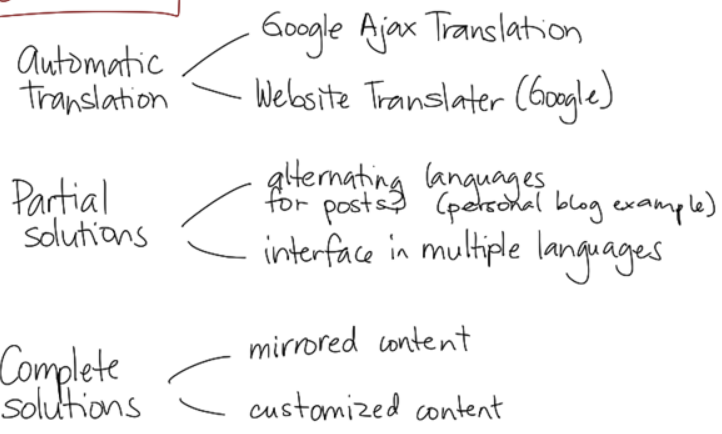 Automatic
Translation
Google Ajax Translation
Website Translater (Google)
Partial
solutions
alternating languages
for posts? (personal blog example)
interface in multiple languages
Complete
solutions
mirrored content
customized content